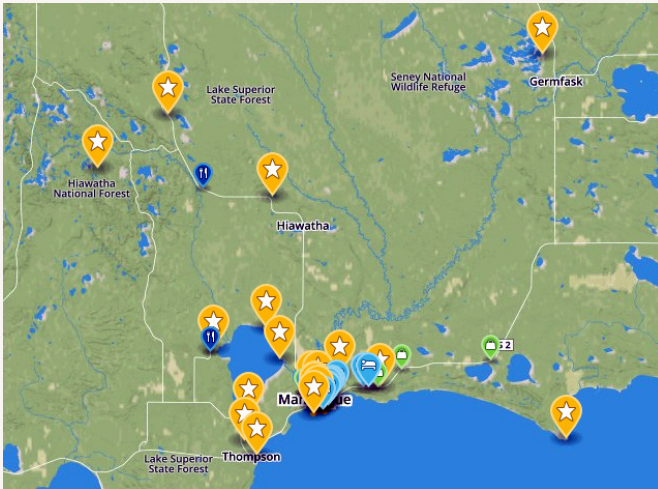 Lake Superior
State Forest
Seney National
Wildlife Refuge
Germfask
Hiawatha
National Forest
Hiawatha
2
Thompson
Lake Superior
State Forest